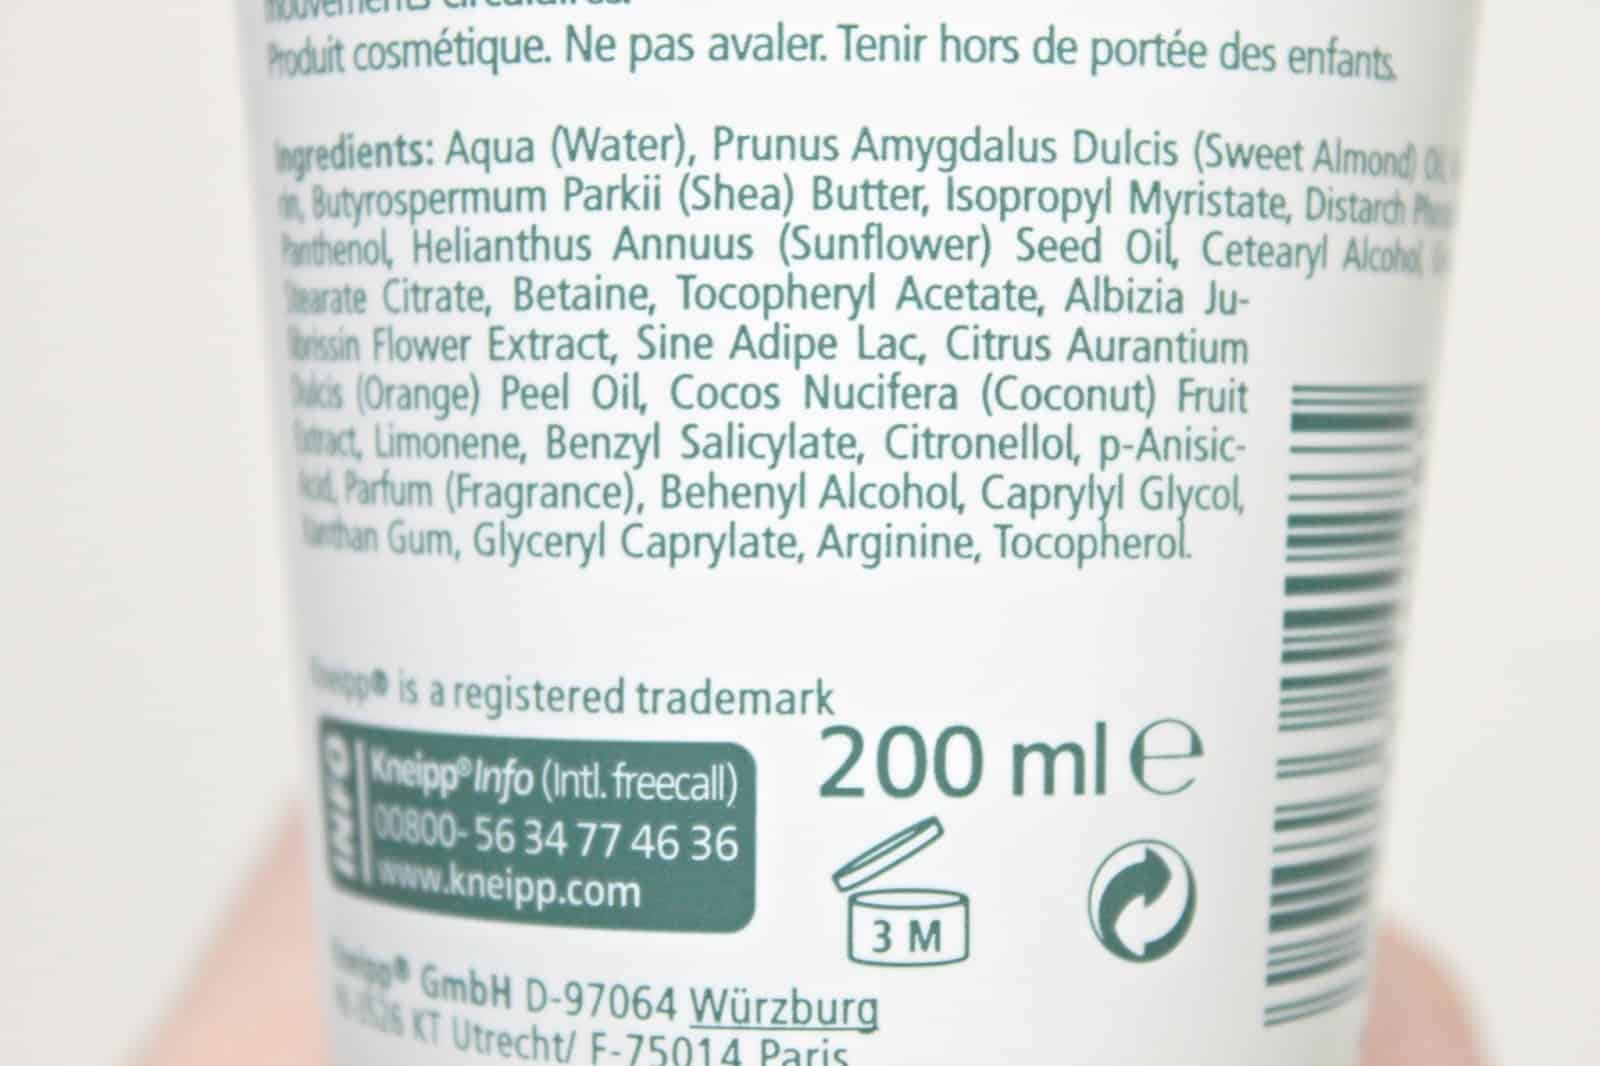 mouvements circulaires.
Produit cosmétique. Ne pas avaler. Tenir hors de portée des enfants.
Ingredients: Aqua (Water), Prunus Amygdalus Dulcis (Sweet Almond) Oil,
rin, Butyrospermum Parkii (Shea) Butter, Isopropyl Myristate, Distarch
Panthenol, Helianthus Annuus (Sunflower) Seed Oil, Cetearyl Alcohol,
Stearate Citrate, Betaine, Tocopheryl Acetate, Albizia Ju-
librissin Flower Extract, Sine Adipe Lac, Citrus Aurantium
Dulcis (Orange) Peel Oil, Cocos Nucifera (Coconut) Fruit
Extract, Limonene, Benzyl Salicylate, Citronellol, p-Anisic-
Acid, Parfum (Fragrance), Behenyl Alcohol, Caprylyl Glycol,
Xanthan Gum, Glyceryl Caprylate, Arginine, Tocopherol.
Kneipp® is a registered trademark
INFO
Kneipp®Info (Intl. freecall)
00800- 56 34 77 46 36
www.kneipp.com
200 ml e
3 M
Kneipp® GmbH D-97064 Würzburg
KT Utrecht/ F-75014 Paris